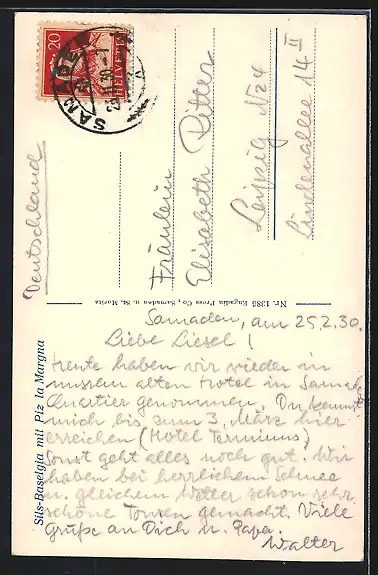 Samaden, am 25.2.30.
Liebe Liesel!
Heute haben wir wieder in
unserem alten Hotel in Samaden
Quartier genommen. Du kannst
mich bis zum 3. März hier
erreichen (Hotel Terminus)
Sonst geht alles noch gut. Wir
haben bei herrlichem Schnee
u. gleichem Wetter schon sehr
schöne Touren gemacht. Viele
Grüße an Dich u. Papa.
Walter
Fräulein
Elisabeth Ritter
Leipzig N24
Lindenallee 14 II
Deutschland
Nr. 1385 Engadin Press Co., Samaden u. St. Moritz
Sils-Baselgia mit Piz la Margna
20
HELVETIA
SAMADEN